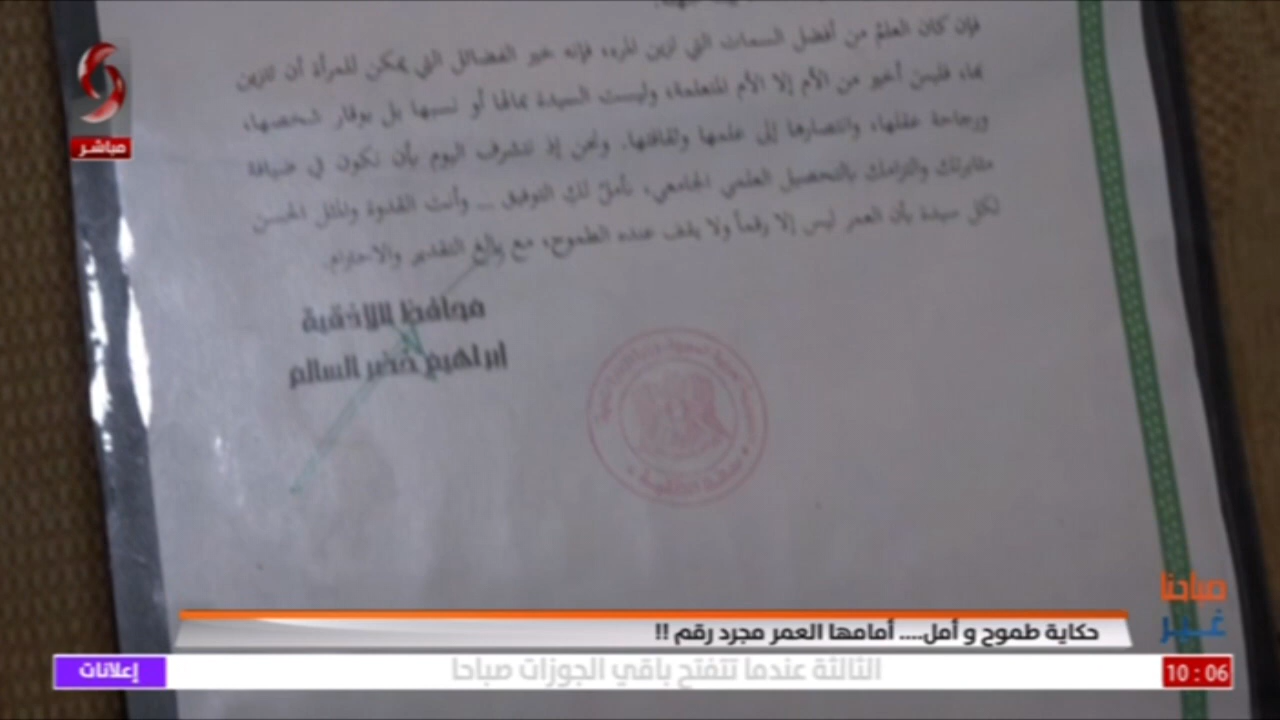 فإن كان العلمُ من أفضل السمات التي تزين المرء، فإنه خير الفضائل التي يمكن للمرأة أن تتزين
بها، فليس أخير من الأم إلا الأم المتعلمة، وليست السيدة بمالها أو نسبها بل بوقار شخصها،
ورجاحة عقلها، وانتصارها إلى علمها وثقافتها. ونحن إذ نتشرف اليوم بأن نكون في ضيافة
مثابرتك والتزامك بالتحصيل العلمي الجامعي، نأملُ لكِ التوفيق ... وأنت القدوة والمثل الحسن
لكل سيدة بأن العمر ليس إلا رقماً ولا يقف عنده الطموح، مع بالغ التقدير والاحترام.
محافظ اللاذقية
إبراهيم خضر السالم
مباشر
صباحنا
غير
حكاية طموح و أمل.... أمامها العمر مجرد رقم !!
إعلانات
الثالثة عندما تتفتح باقي الجوزات صباحا
10 : 06